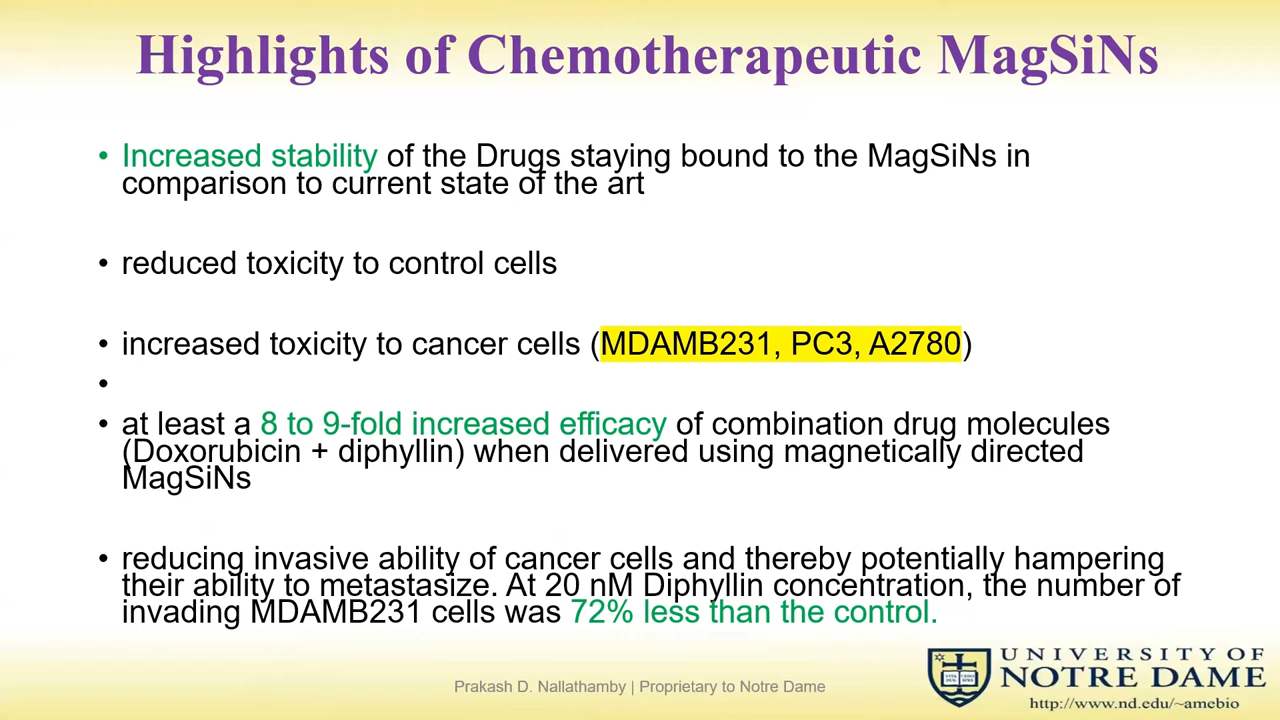 Highlights of Chemotherapeutic MagSiNs
• Increased stability of the Drugs staying bound to the MagSiNs in
comparison to current state of the art
• reduced toxicity to control cells
• increased toxicity to cancer cells (MDAMB231, PC3, A2780)
•
• at least a 8 to 9-fold increased efficacy of combination drug molecules
(Doxorubicin + diphyllin) when delivered using magnetically directed
MagSiNs
• reducing invasive ability of cancer cells and thereby potentially hampering
their ability to metastasize. At 20 nM Diphyllin concentration, the number of
invading MDAMB231 cells was 72% less than the control.
Prakash D. Nallathamby | Proprietary to Notre Dame
UNIVERSITY OF
NOTRE DAME
http://www.nd.edu/~amebio